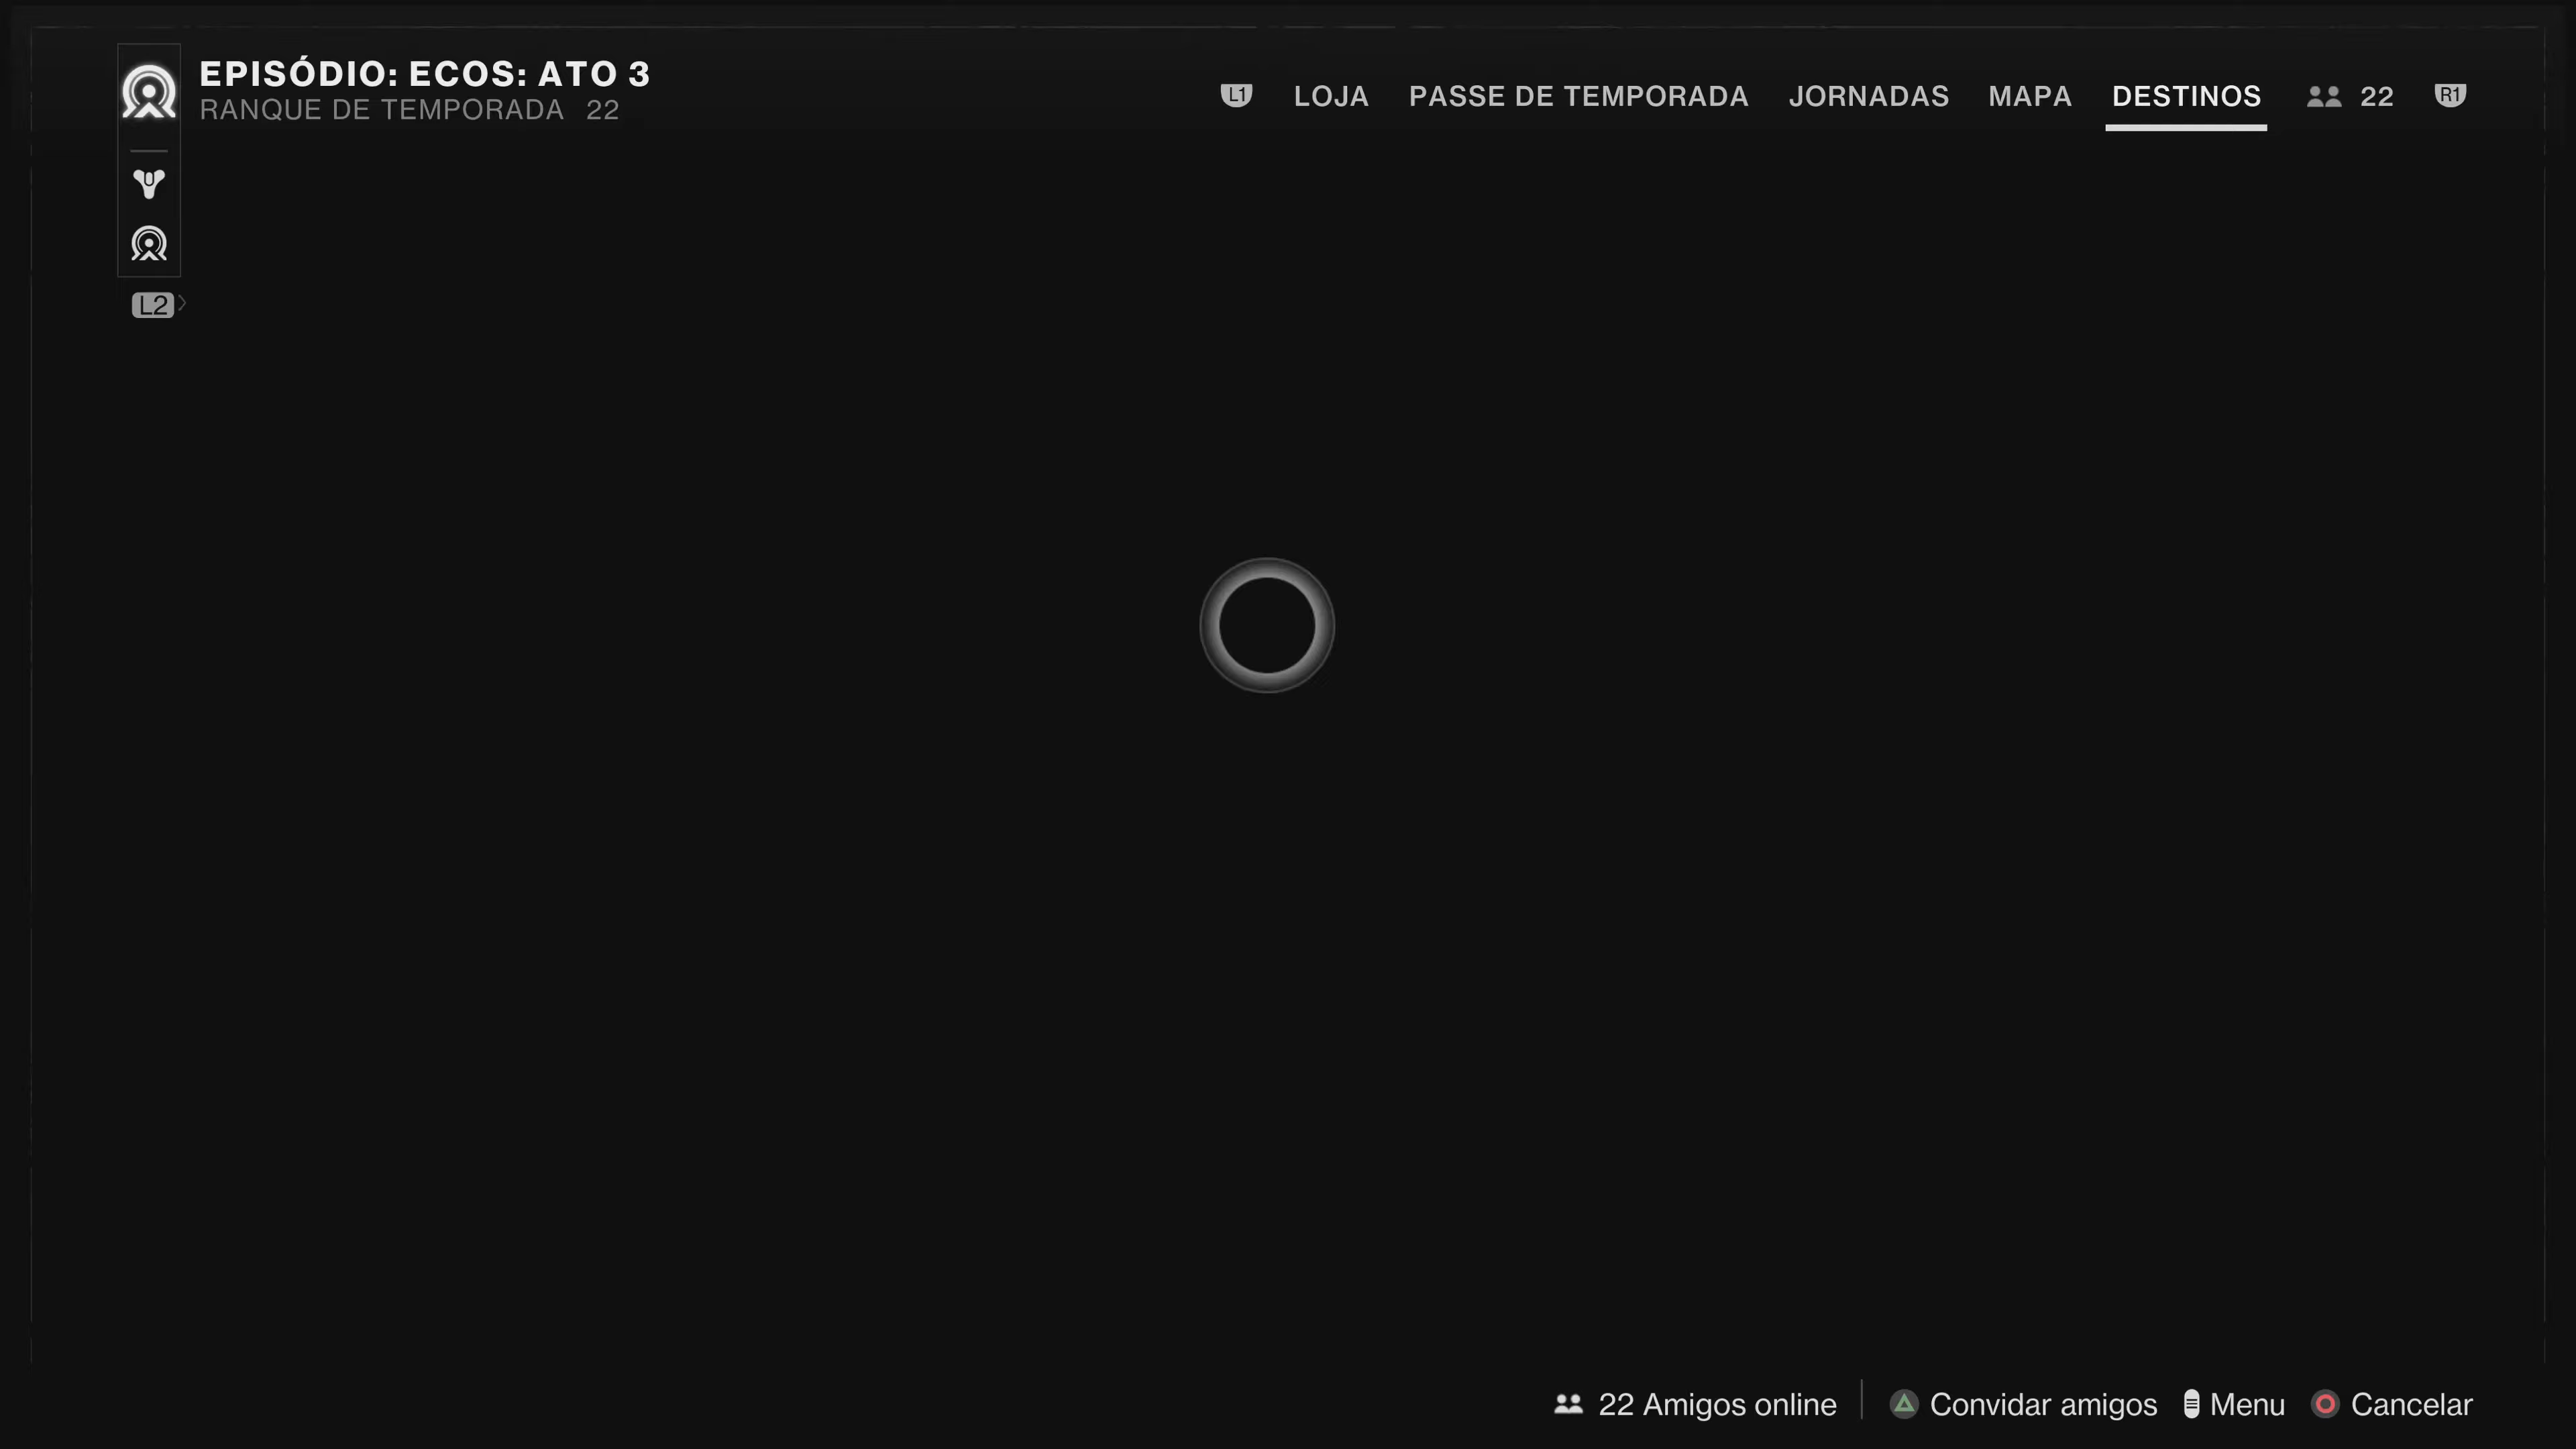 EPISÓDIO: ECOS: ATO 3
RANQUE DE TEMPORADA 22
L1 LOJA PASSE DE TEMPORADA JORNADAS MAPA DESTINOS 22 R1
L2
22 Amigos online Convidar amigos Menu Cancelar